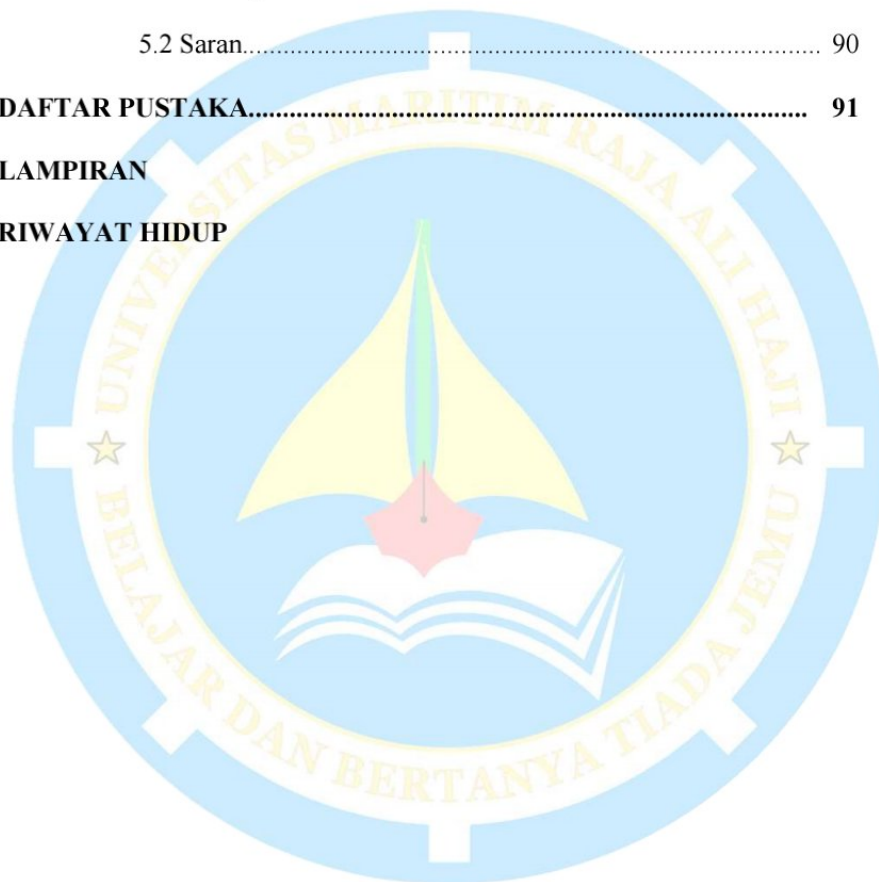 5.2 Saran.......................................................................................... 90
DAFTAR PUSTAKA................................................................................ 91
LAMPIRAN
RIWAYAT HIDUP
UNIVERSITAS MARITIM RAJA ALI HAJI
BELAJAR DAN BERTANYA TIADA JEMU